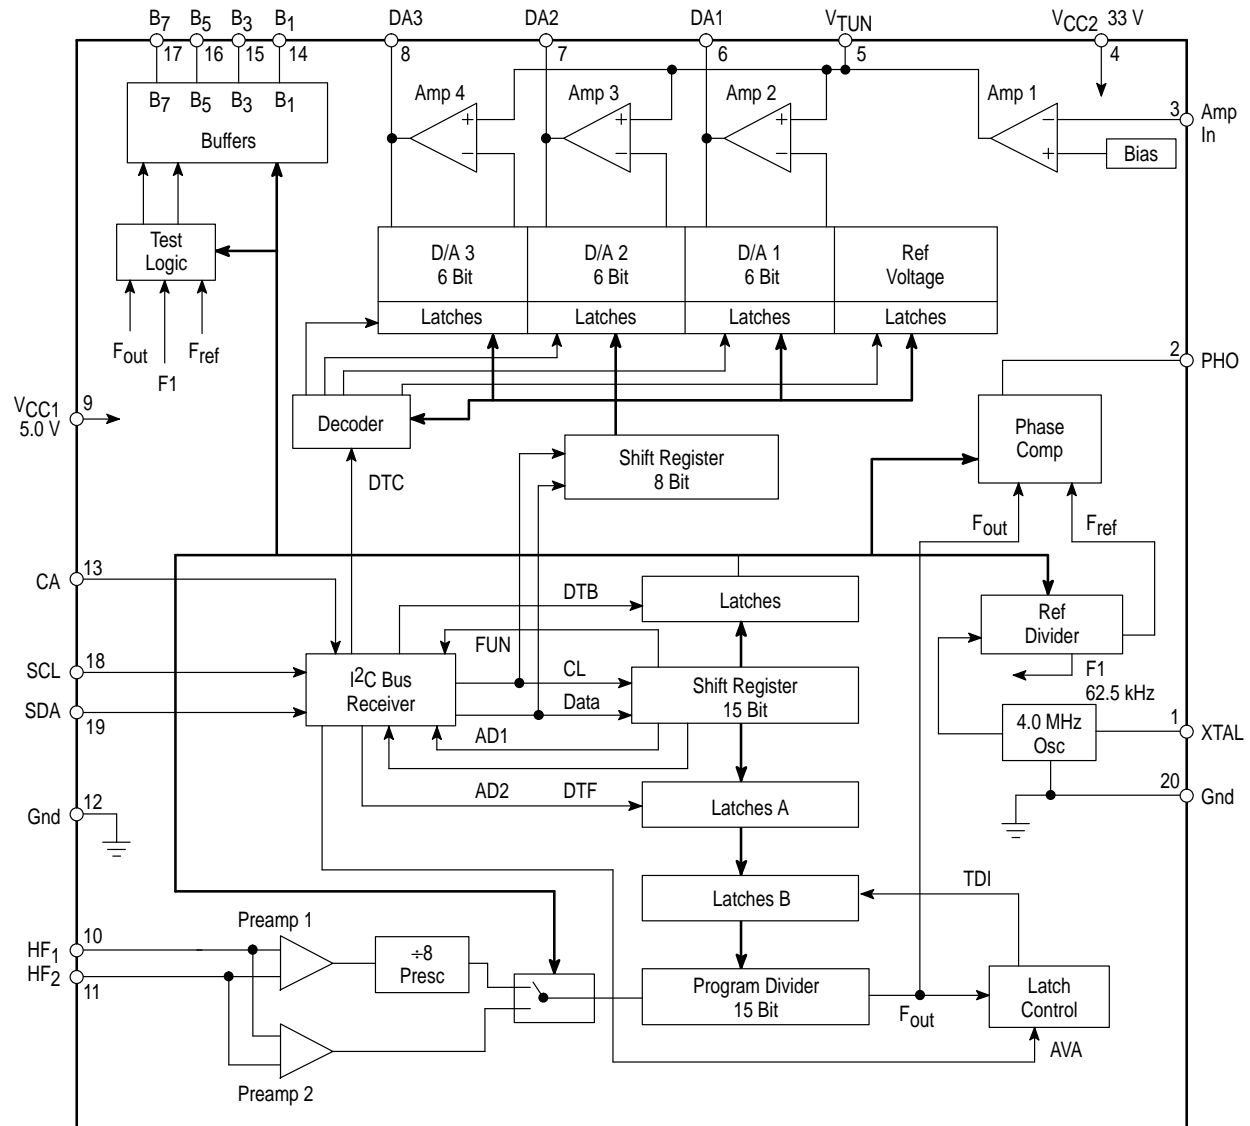 B7 B5 B3 B1 DA3 DA2 DA1 VTUN VCC2 33 V
17 16 15 14 8 7 6 5 4
B7 B5 B3 B1
Buffers
Amp 4
+
−
Amp 3
+
−
Amp 2
+
−
Amp 1
−
+
3
Amp
In
Bias
Test
Logic
Fout
F1
Fref
D/A 3
6 Bit
D/A 2
6 Bit
D/A 1
6 Bit
Ref
Voltage
Latches
Latches
Latches
Latches
2
PHO
VCC1
5.0 V
9
Decoder
DTC
Shift Register
8 Bit
Phase
Comp
Fout
Fref
CA
13
DTB
Latches
Ref
Divider
FUN
F1
62.5 kHz
SCL
18
SDA
19
I2C Bus
Receiver
CL
Data
Shift Register
15 Bit
AD1
4.0 MHz
Osc
1
XTAL
AD2
DTF
Latches A
20
Gnd
Gnd
12
Latches B
TDI
Preamp 1
HF1
10
HF2
11
÷8
Presc
Program Divider
15 Bit
Fout
Latch
Control
AVA
Preamp 2